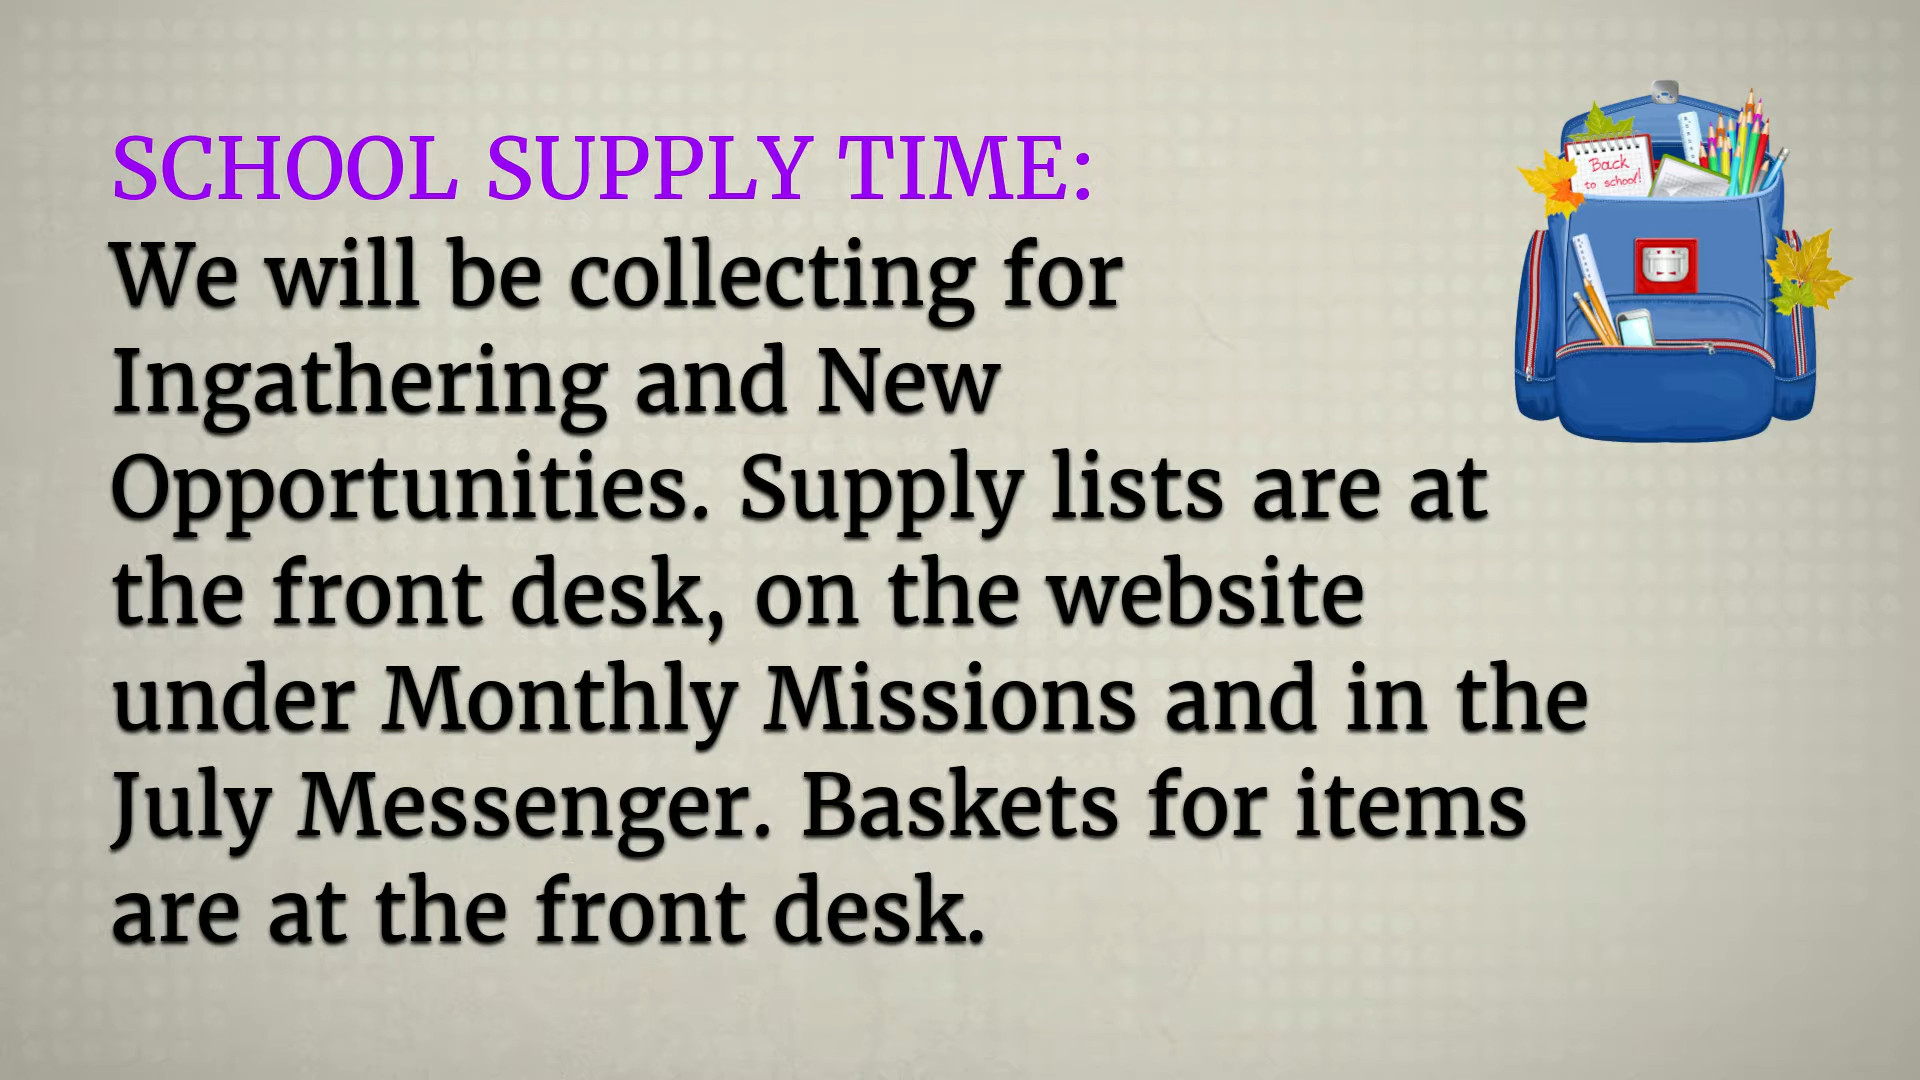 SCHOOL SUPPLY TIME:
We will be collecting for
Ingathering and New
Opportunities. Supply lists are at
the front desk, on the website
under Monthly Missions and in the
July Messenger. Baskets for items
are at the front desk.
Back
to school!